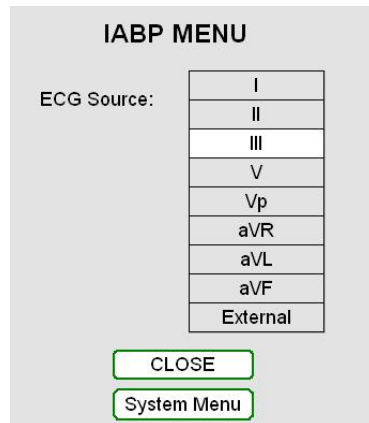 IABP MENU
ECG Source:
I
II
III
V
Vp
aVR
aVL
aVF
External
CLOSE
System Menu